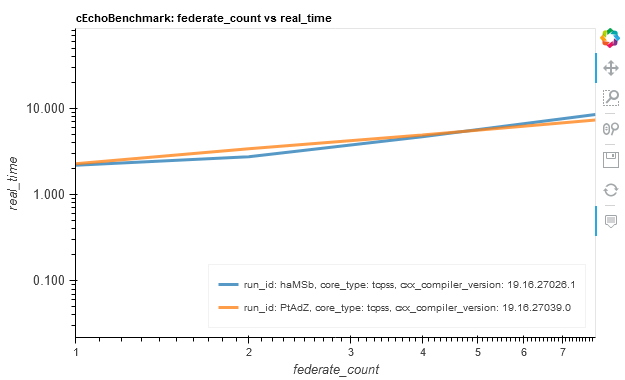 cEchoBenchmark: federate_count vs real_time
10.000
1.000
0.100
real_time
run_id: haMSb, core_type: tcpss, cxx_compiler_version: 19.16.27026.1
run_id: PtAdZ, core_type: tcpss, cxx_compiler_version: 19.16.27039.0
1 2 3 4 5 6 7
federate_count